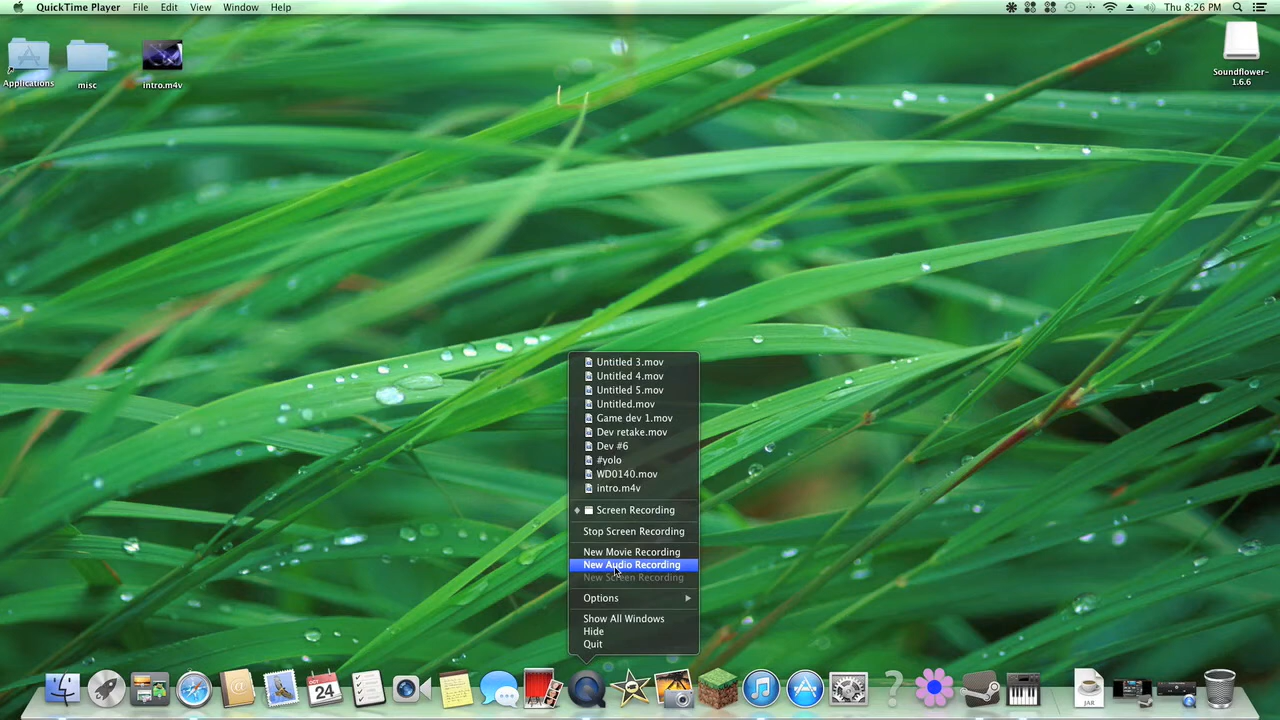 QuickTime Player File Edit View Window Help Thu 8:26 PM
Applications
misc
intro.m4v
Soundflower-
1.6.6
Untitled 3.mov
Untitled 4.mov
Untitled 5.mov
Untitled.mov
Game dev 1.mov
Dev retake.mov
Dev #6
#yolo
WD0140.mov
intro.m4v
Screen Recording
Stop Screen Recording
New Movie Recording
New Audio Recording
New Screen Recording
Options
Show All Windows
Hide
Quit
OCT
24
JAR